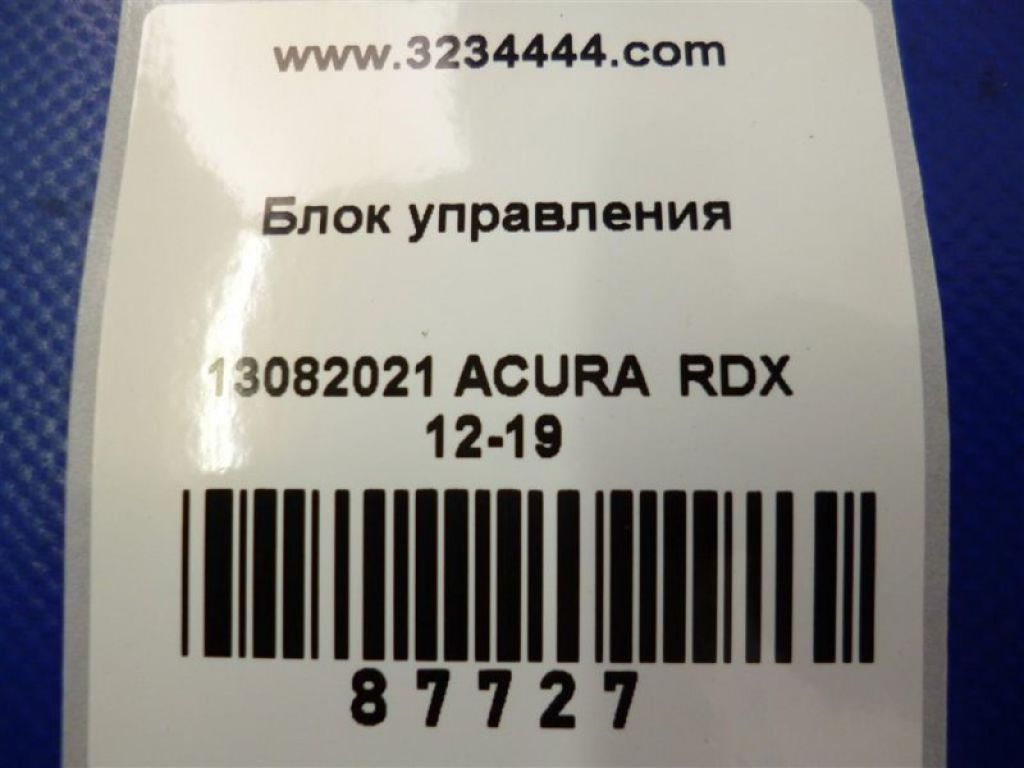 www.3234444.com
Блок управления
13082021 ACURA RDX
12-19
87727